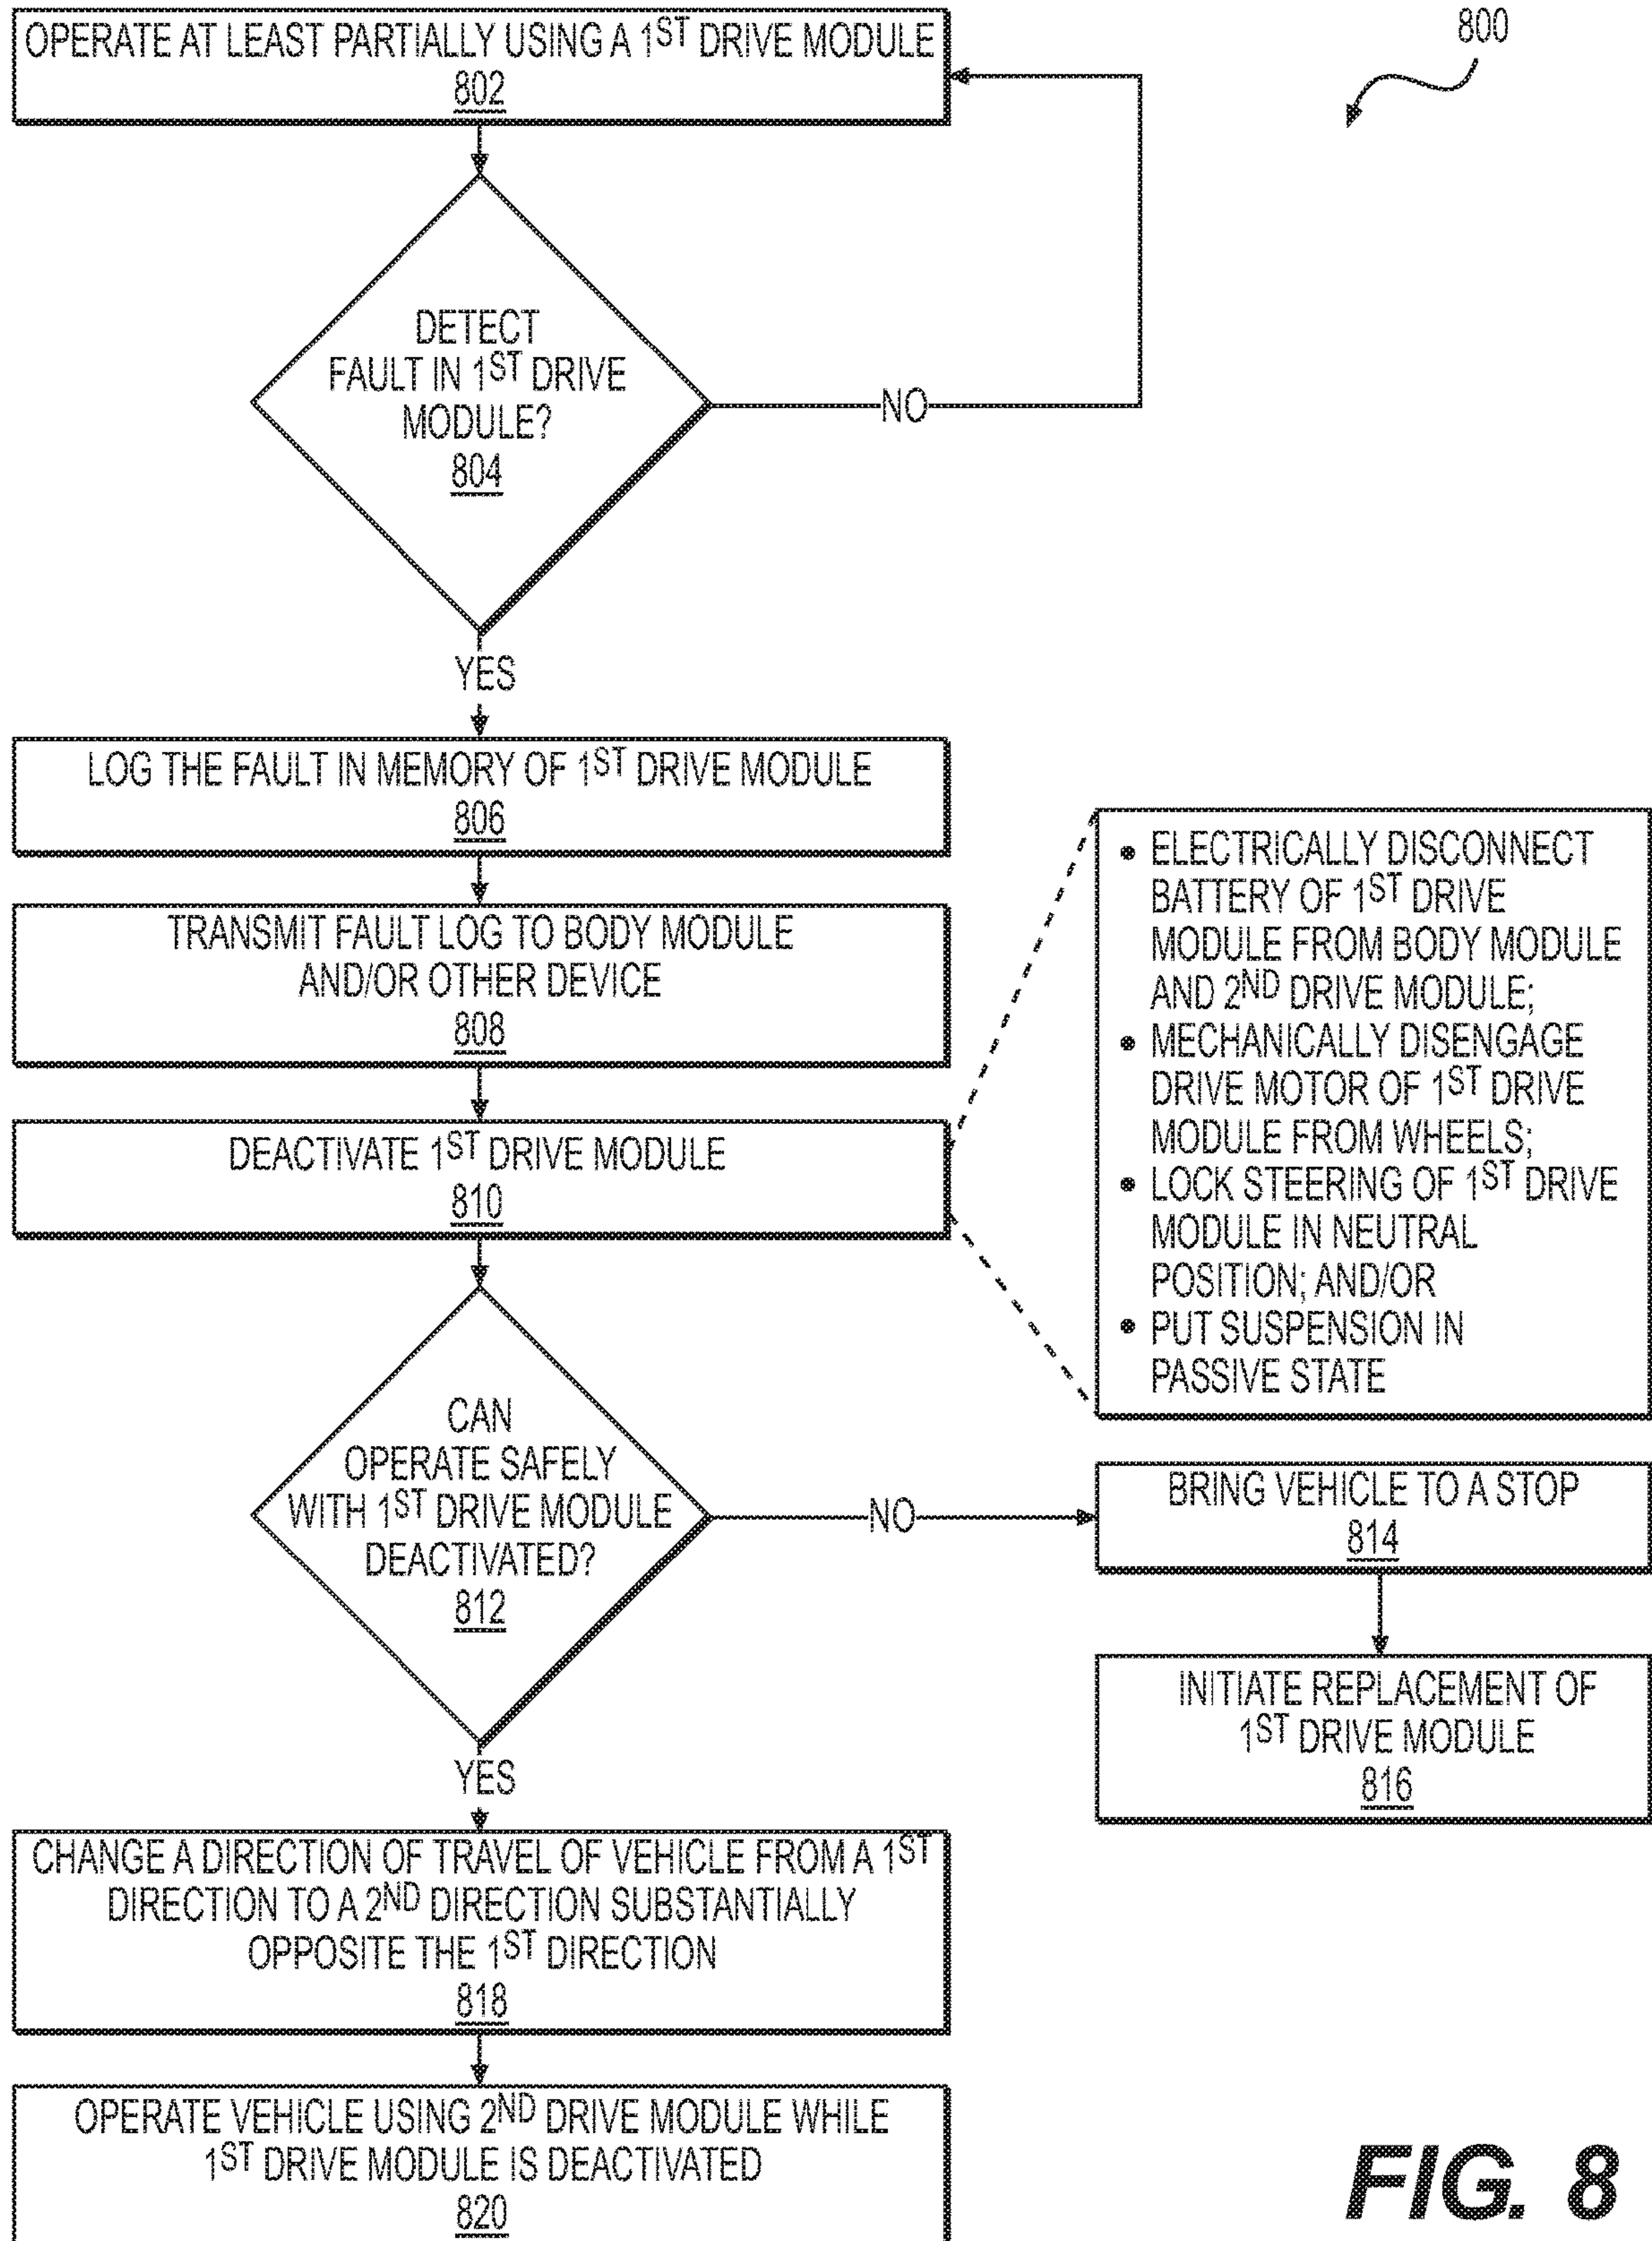 800
OPERATE AT LEAST PARTIALLY USING A 1ST DRIVE MODULE
802
DETECT
FAULT IN 1ST DRIVE
MODULE?
804
NO
YES
LOG THE FAULT IN MEMORY OF 1ST DRIVE MODULE
806
TRANSMIT FAULT LOG TO BODY MODULE
AND/OR OTHER DEVICE
808
DEACTIVATE 1ST DRIVE MODULE
810
• ELECTRICALLY DISCONNECT
BATTERY OF 1ST DRIVE
MODULE FROM BODY MODULE
AND 2ND DRIVE MODULE;
• MECHANICALLY DISENGAGE
DRIVE MOTOR OF 1ST DRIVE
MODULE FROM WHEELS;
• LOCK STEERING OF 1ST DRIVE
MODULE IN NEUTRAL
POSITION; AND/OR
• PUT SUSPENSION IN
PASSIVE STATE
CAN
OPERATE SAFELY
WITH 1ST DRIVE MODULE
DEACTIVATED?
812
NO
BRING VEHICLE TO A STOP
814
INITIATE REPLACEMENT OF
1ST DRIVE MODULE
816
YES
CHANGE A DIRECTION OF TRAVEL OF VEHICLE FROM A 1ST
DIRECTION TO A 2ND DIRECTION SUBSTANTIALLY
OPPOSITE THE 1ST DIRECTION
818
OPERATE VEHICLE USING 2ND DRIVE MODULE WHILE
1ST DRIVE MODULE IS DEACTIVATED
820
FIG. 8